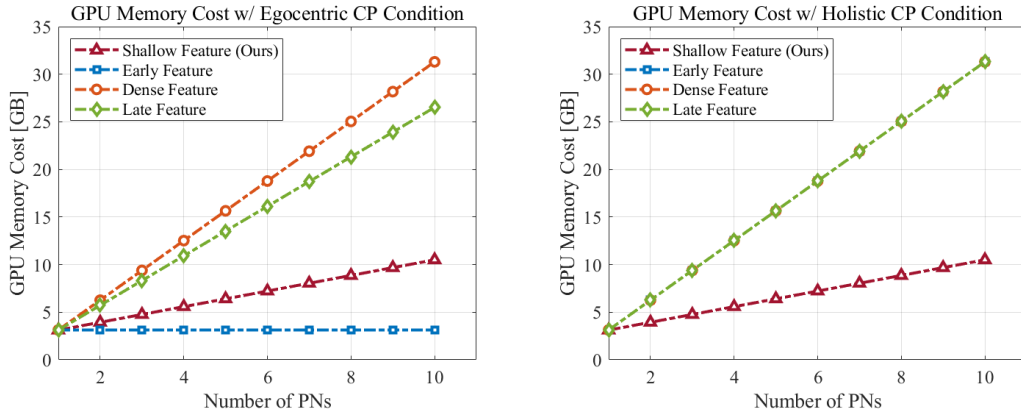 GPU Memory Cost w/ Egocentric CP Condition
35
30
25
20
15
10
5
0
GPU Memory Cost [GB]
Shallow Feature (Ours)
Early Feature
Dense Feature
Late Feature
2
4
6
8
10
Number of PNs
GPU Memory Cost w/ Holistic CP Condition
35
30
25
20
15
10
5
0
GPU Memory Cost [GB]
Shallow Feature (Ours)
Early Feature
Dense Feature
Late Feature
2
4
6
8
10
Number of PNs